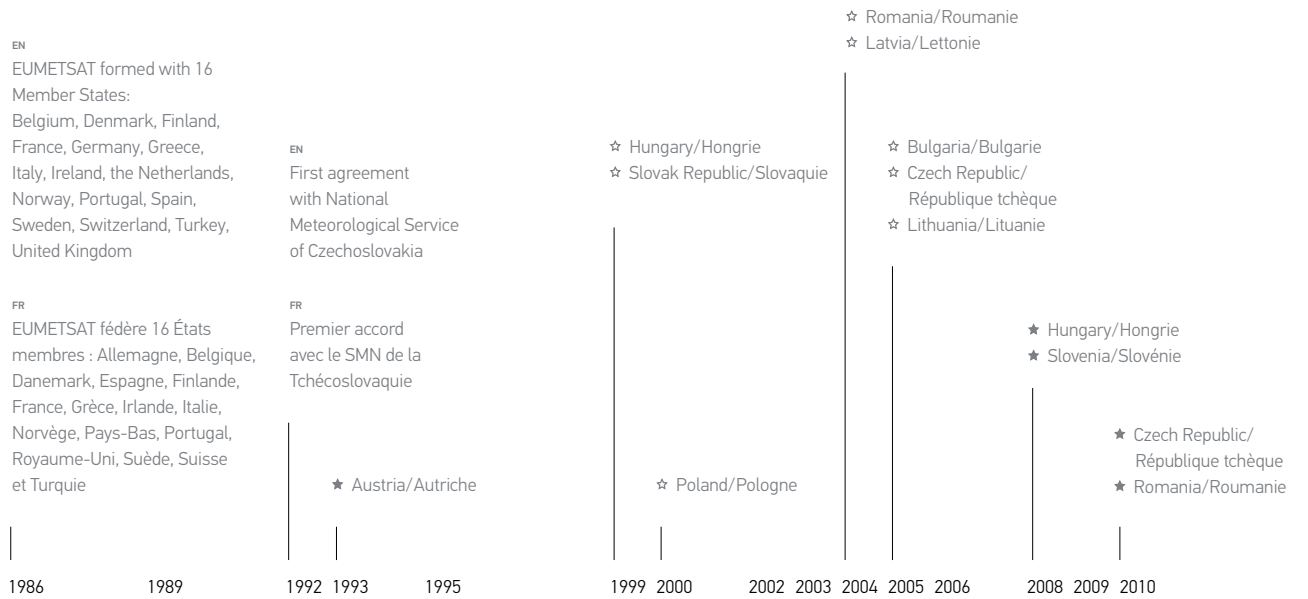 EN
EUMETSAT formed with 16
Member States:
Belgium, Denmark, Finland,
France, Germany, Greece,
Italy, Ireland, the Netherlands,
Norway, Portugal, Spain,
Sweden, Switzerland, Turkey,
United Kingdom
FR
EUMETSAT fédère 16 États
membres : Allemagne, Belgique,
Danemark, Espagne, Finlande,
France, Grèce, Irlande, Italie,
Norvège, Pays-Bas, Portugal,
Royaume-Uni, Suède, Suisse
et Turquie
EN
First agreement
with National
Meteorological Service
of Czechoslovakia
FR
Premier accord
avec le SMN de la
Tchécoslovaquie
★ Austria/Autriche
☆ Hungary/Hongrie
☆ Slovak Republic/Slovaquie
☆ Poland/Pologne
☆ Romania/Roumanie
☆ Latvia/Lettonie
☆ Bulgaria/Bulgarie
☆ Czech Republic/
République tchèque
☆ Lithuania/Lituanie
★ Hungary/Hongrie
★ Slovenia/Slovénie
★ Czech Republic/
République tchèque
★ Romania/Roumanie
1986 1989 1992 1993 1995 1999 2000 2002 2003 2004 2005 2006 2008 2009 2010